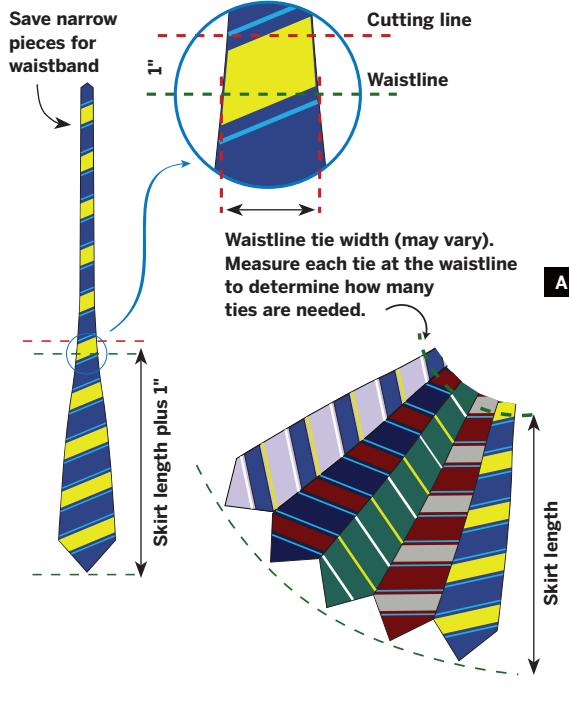 Save narrow
pieces for
waistband
Cutting line
1"
Waistline
Waistline tie width (may vary).
Measure each tie at the waistline
to determine how many
ties are needed.
A
Skirt length plus 1"
Skirt length